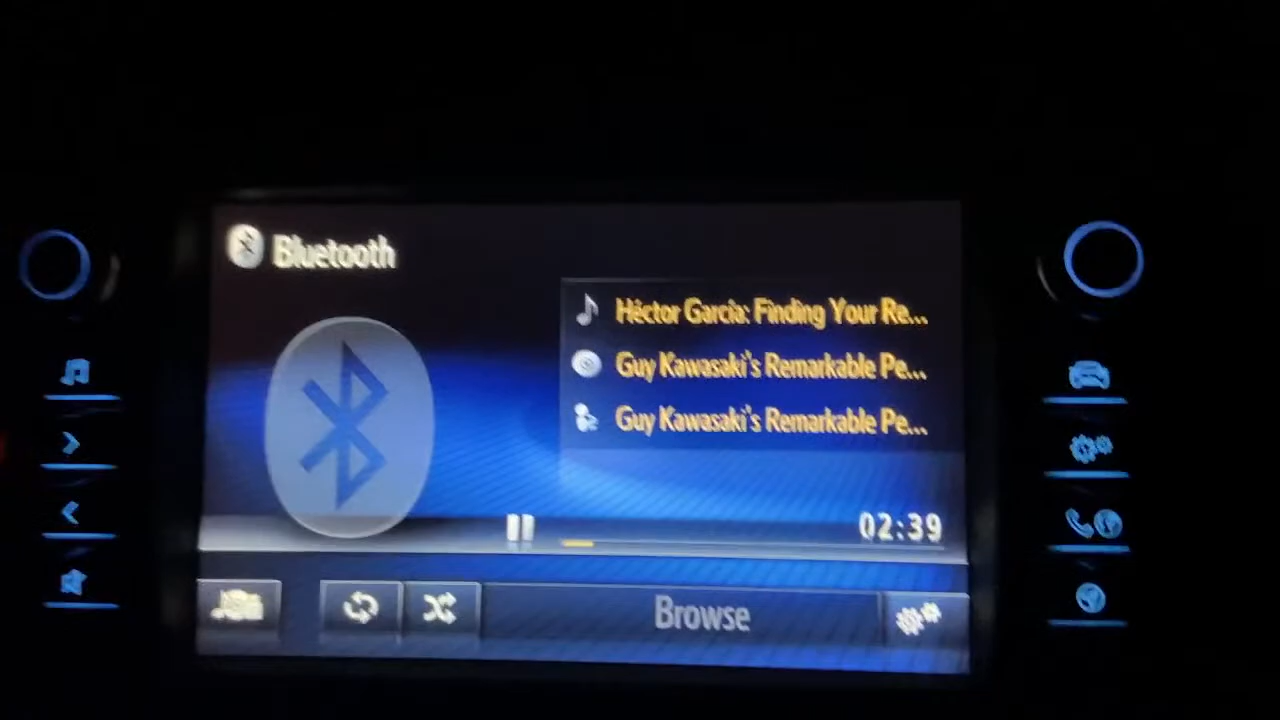 Bluetooth
Héctor Garcia: Finding Your Re...
Guy Kawasaki's Remarkable Pe...
Guy Kawasaki's Remarkable Pe...
02:39
Browse